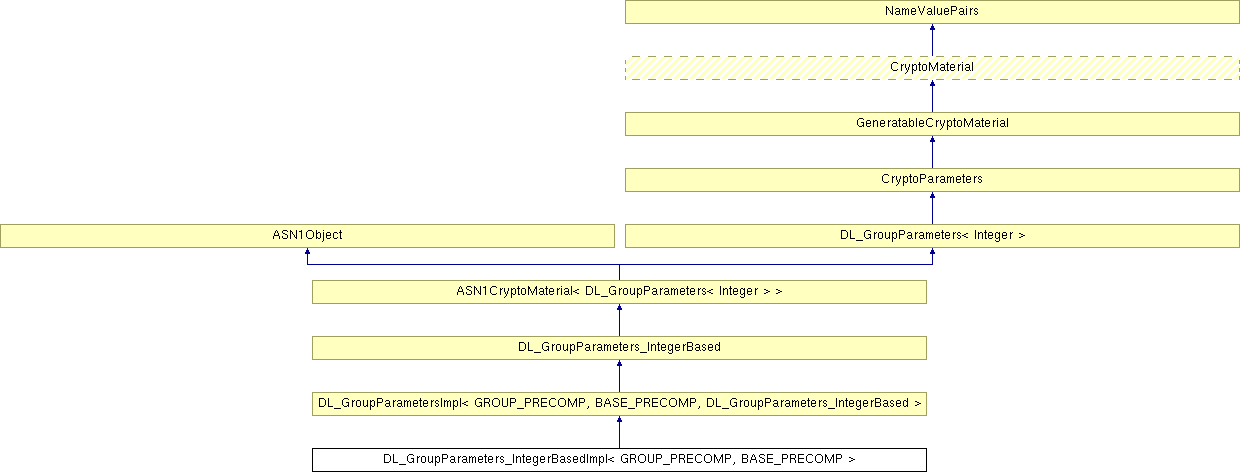 NameValuePairs
CryptoMaterial
GeneratableCryptoMaterial
CryptoParameters
ASN1Object
DL_GroupParameters< Integer >
ASN1CryptoMaterial< DL_GroupParameters< Integer > >
DL_GroupParameters_IntegerBased
DL_GroupParametersImpl< GROUP_PRECOMP, BASE_PRECOMP, DL_GroupParameters_IntegerBased >
DL_GroupParameters_IntegerBasedImpl< GROUP_PRECOMP, BASE_PRECOMP >